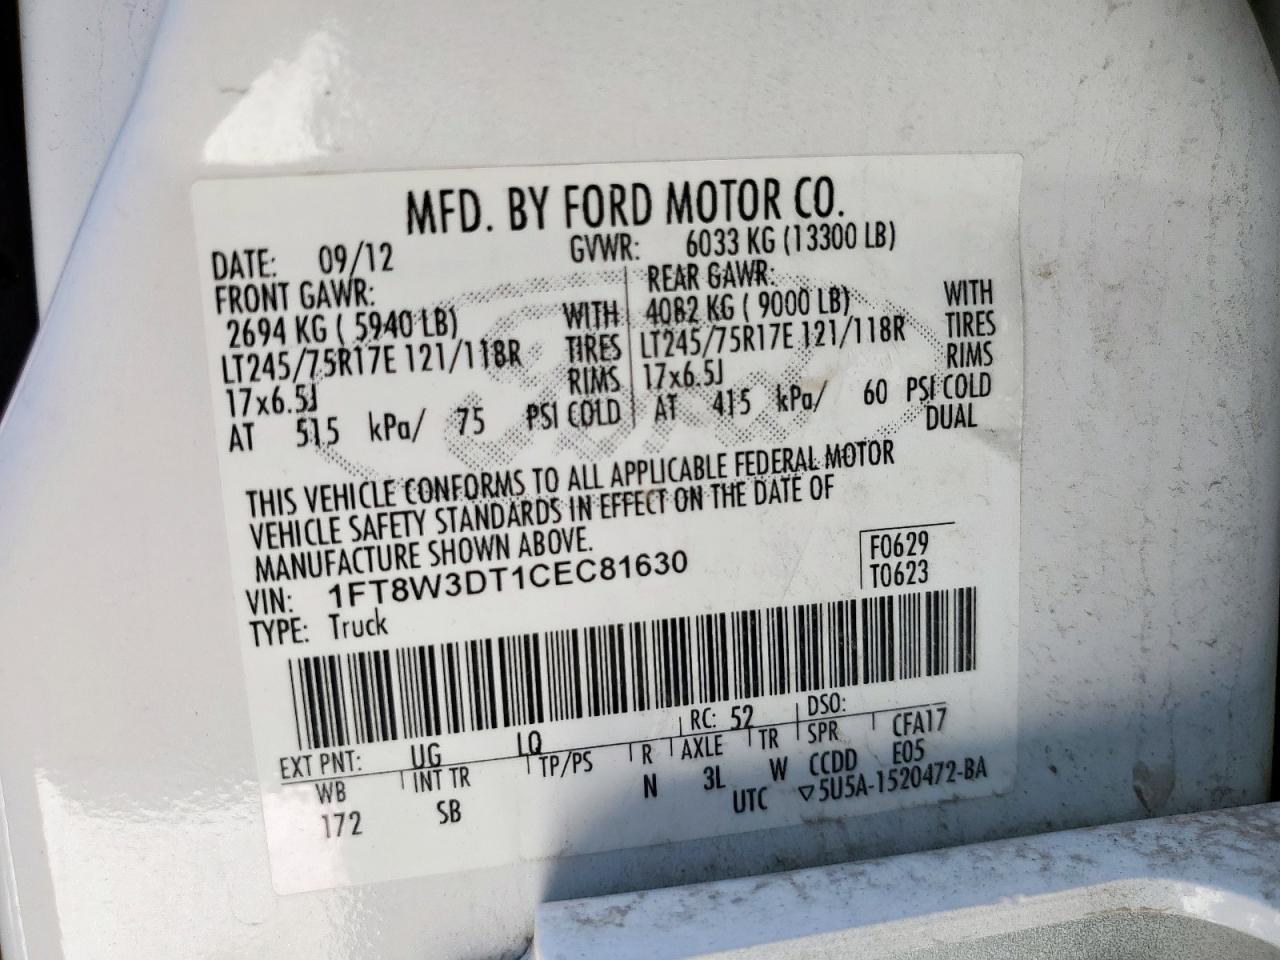 MFD. BY FORD MOTOR CO.
DATE: 09/12 GVWR: 6033 KG (13300 LB)
FRONT GAWR: REAR GAWR:
2694 KG ( 5940 LB) WITH 4082 KG ( 9000 LB) WITH
LT245/75R17E 121/118R TIRES LT245/75R17E 121/118R TIRES
17x6.5J RIMS 17x6.5J RIMS
AT 515 kPa/ 75 PSI COLD AT 415 kPa/ 60 PSI COLD
DUAL
THIS VEHICLE CONFORMS TO ALL APPLICABLE FEDERAL MOTOR
VEHICLE SAFETY STANDARDS IN EFFECT ON THE DATE OF
MANUFACTURE SHOWN ABOVE.
VIN: 1FT8W3DT1CEC81630 F0629
TYPE: Truck T0623
EXT PNT: UG LQ RC: 52 DSO:
WB INT TR TP/PS R AXLE TR SPR CFA17
172 SB N 3L W CCDD E05
UTC ▽5U5A-1520472-BA